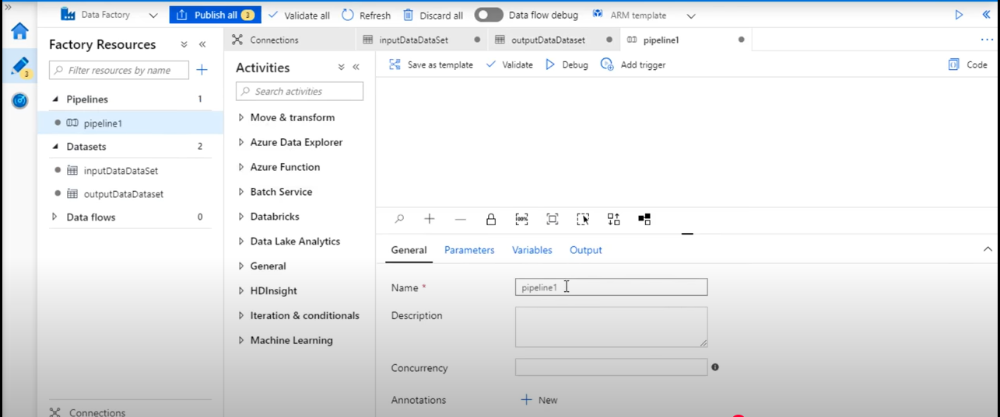 »
Data Factory
Publish all 3
Validate all
Refresh
Discard all
Data flow debug
ARM template
«
3
Factory Resources
«
Filter resources by name
Pipelines 1
pipeline1
Datasets 2
inputDataDataSet
outputDataDataset
Data flows 0
Connections
Connections
inputDataDataSet
outputDataDataset
pipeline1
Activities
«
Search activities
Move & transform
Azure Data Explorer
Azure Function
Batch Service
Databricks
Data Lake Analytics
General
HDInsight
Iteration & conditionals
Machine Learning
Save as template
Validate
Debug
Add trigger
Code
100%
General
Parameters
Variables
Output
Name * pipeline1
Description
Concurrency
Annotations
New